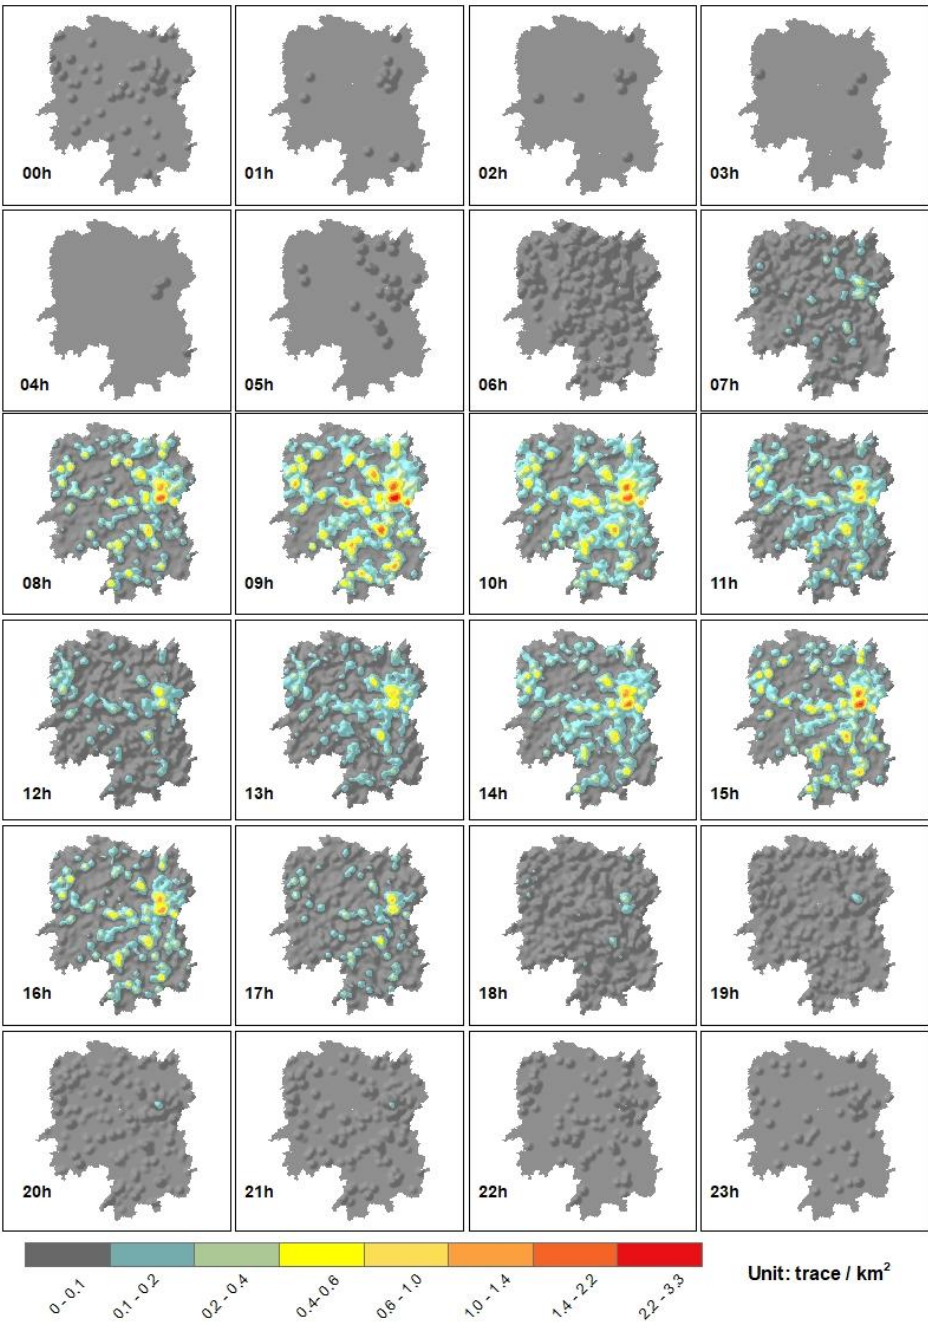 00h 01h 02h 03h
04h 05h 06h 07h
08h 09h 10h 11h
12h 13h 14h 15h
16h 17h 18h 19h
20h 21h 22h 23h
0 - 0.1 0.1 - 0.2 0.2 - 0.4 0.4- 0.6 0.6 - 1.0 1.0 - 1.4 1.4 - 2.2 2.2 - 3.3
Unit: trace / km²